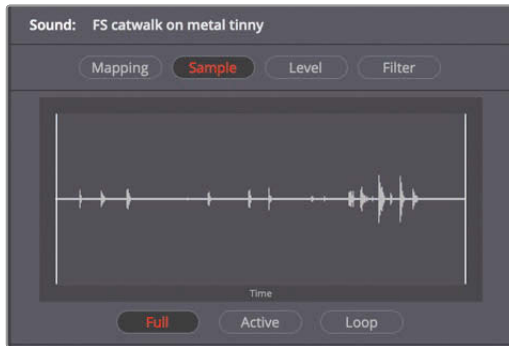 Sound: FS catwalk on metal tinny
Mapping Sample Level Filter
Time
Full Active Loop